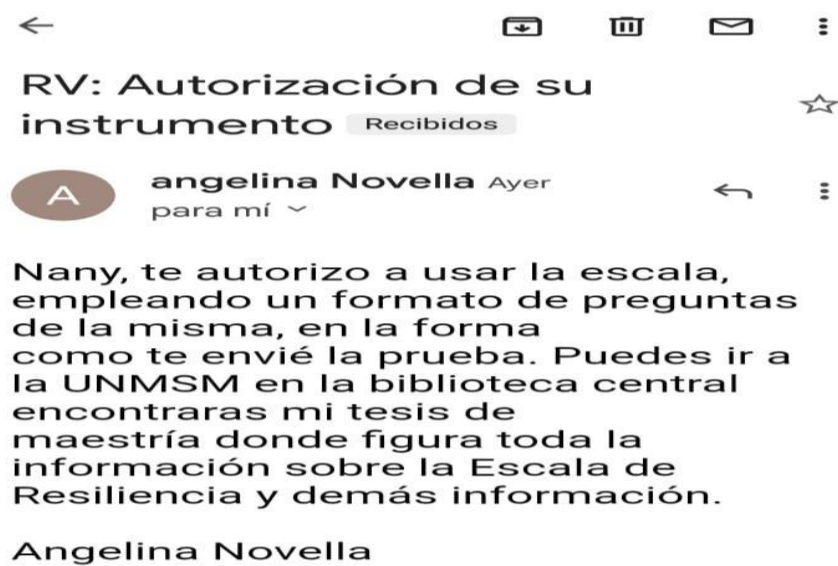 RV: Autorización de su
instrumento Recibidos
A
angelina Novella Ayer
para mí
Nany, te autorizo a usar la escala,
empleando un formato de preguntas
de la misma, en la forma
como te envié la prueba. Puedes ir a
la UNMSM en la biblioteca central
encontraras mi tesis de
maestría donde figura toda la
información sobre la Escala de
Resiliencia y demás información.
Angelina Novella